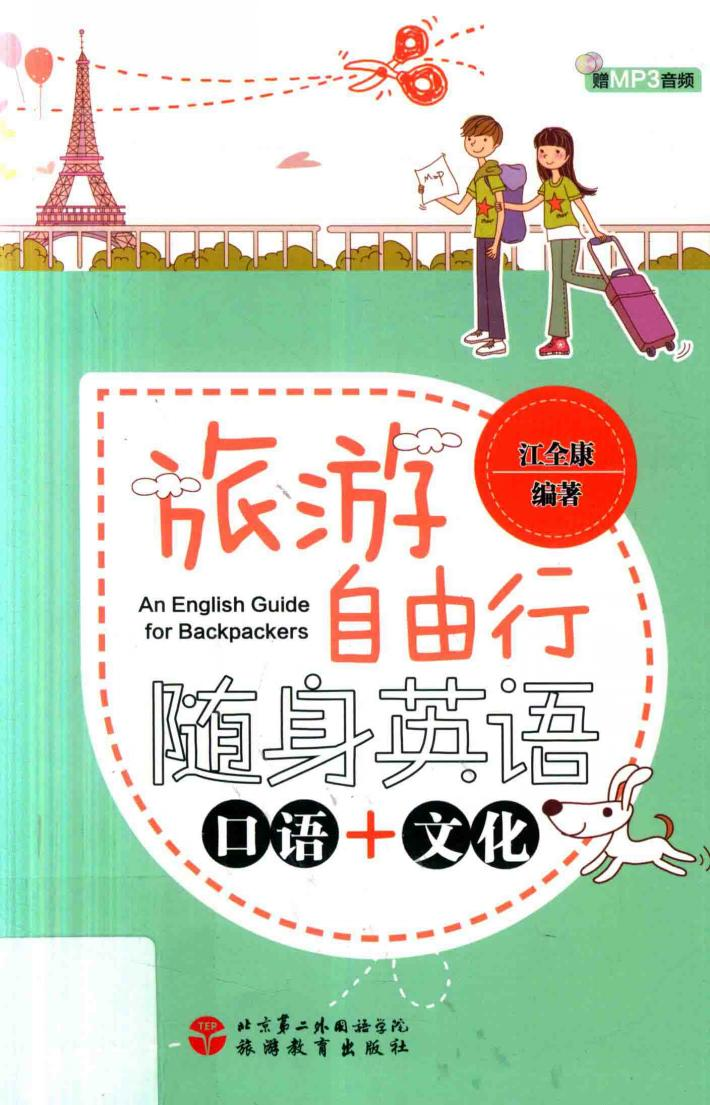 赠MP3音频
Map
江全康
编著
旅游
自由行
An English Guide
for Backpackers
随身英语
口语+文化
TEP
北京第二外国语学院
旅游教育出版社